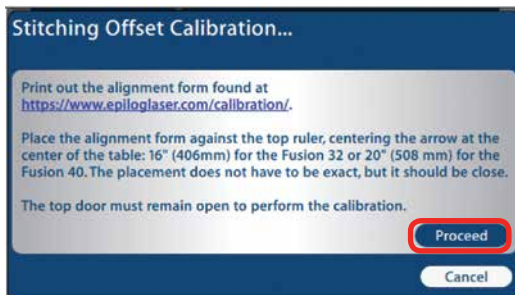 Stitching Offset Calibration...
Print out the alignment form found at
https://www.epiloglaser.com/calibration/.
Place the alignment form against the top ruler, centering the arrow at the
center of the table: 16" (406mm) for the Fusion 32 or 20" (508 mm) for the
Fusion 40. The placement does not have to be exact, but it should be close.
The top door must remain open to perform the calibration.
Proceed
Cancel